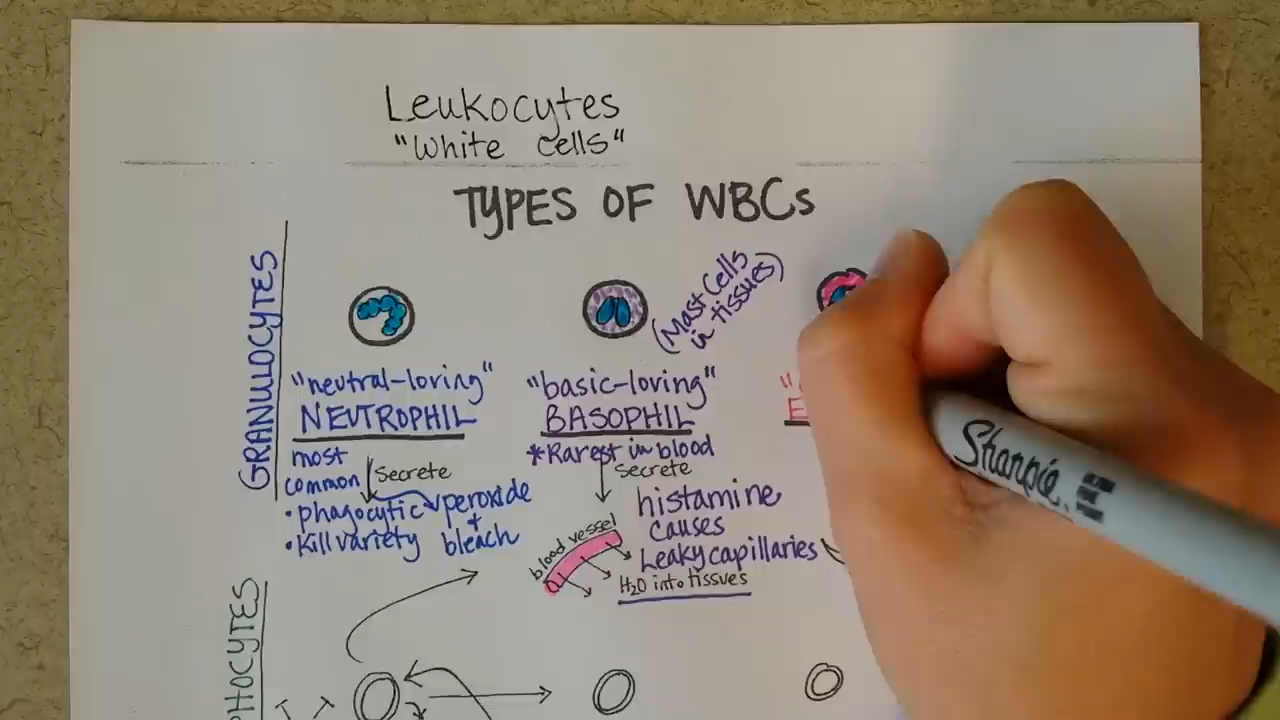 Leukocytes
"White cells"
TYPES OF WBCs
GRANULOCYTES
"neutral-loving"
NEUTROPHIL
most
common
Secrete
• phagocytic
peroxide
+
bleach
• Kill variety
"basic-loving"
BASOPHIL
(Mast Cells
in tissues)
*Rarest in blood
Secrete
histamine
causes
Leaky capillaries
blood vessel
H2O into tissues
Sharpie